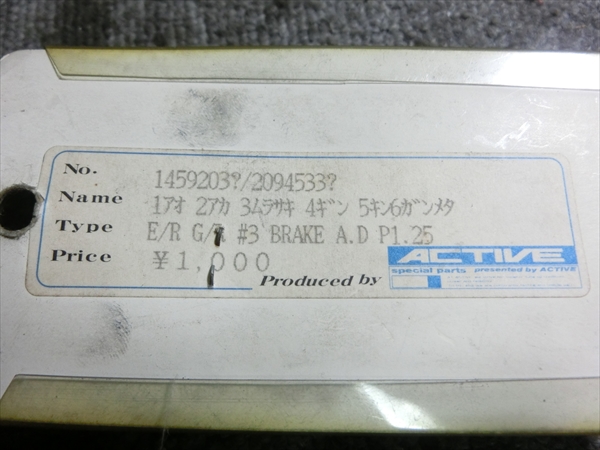 No. 1459203?/2094533?
Name 1アオ 2アカ 3ムラサキ 4ギン 5キン6ガンメタ
Type E/R G/ #3 BRAKE A.D P1.25
Price ¥1,000
Produced by ACTIVE
special parts presented by ACTIVE